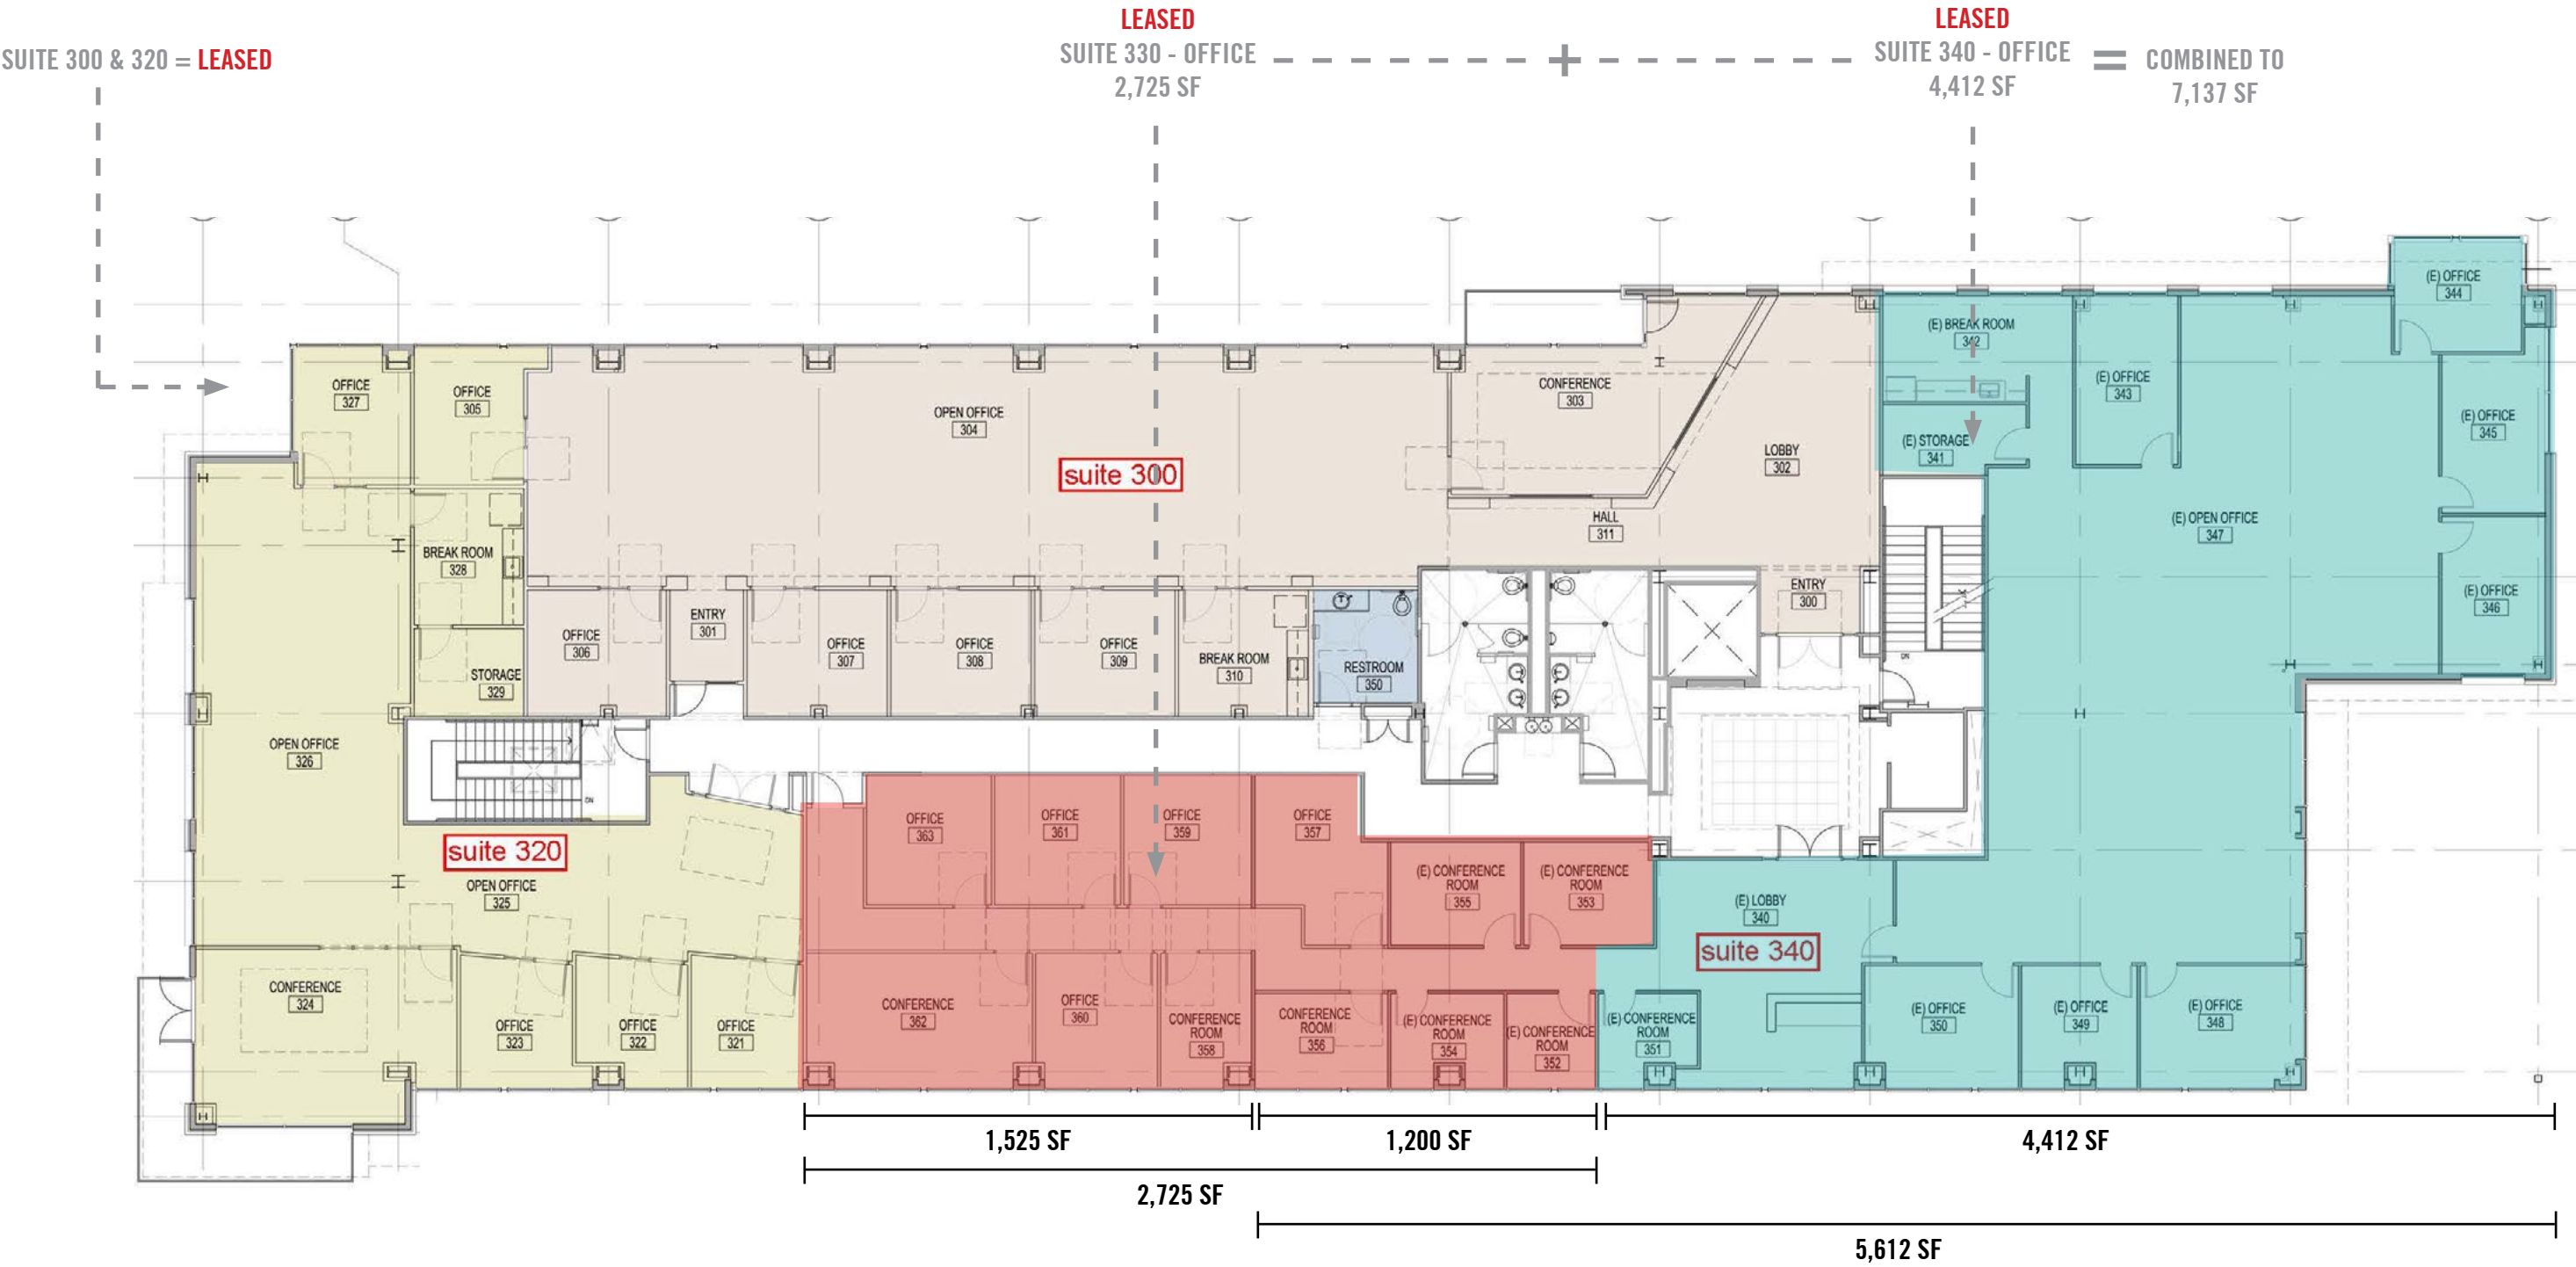 LEASED
SUITE 330 - OFFICE
2,725 SF
+
LEASED
SUITE 340 - OFFICE
4,412 SF
=
COMBINED TO
7,137 SF
SUITE 300 & 320 = LEASED
(E) OFFICE
344
(E) BREAK ROOM
342
(E) OFFICE
343
(E) OFFICE
345
(E) STORAGE
341
(E) OPEN OFFICE
347
(E) OFFICE
346
OFFICE
327
OFFICE
305
OPEN OFFICE
304
CONFERENCE
303
LOBBY
302
suite 300
HALL
311
BREAK ROOM
328
ENTRY
300
STORAGE
329
OFFICE
306
ENTRY
301
OFFICE
307
OFFICE
308
OFFICE
309
BREAK ROOM
310
RESTROOM
350
DN
OPEN OFFICE
326
DN
suite 320
OPEN OFFICE
325
OFFICE
363
OFFICE
361
OFFICE
359
OFFICE
357
(E) CONFERENCE
ROOM
355
(E) CONFERENCE
ROOM
353
(E) LOBBY
340
suite 340
CONFERENCE
324
OFFICE
323
OFFICE
322
OFFICE
321
CONFERENCE
362
OFFICE
360
CONFERENCE
ROOM
358
CONFERENCE
ROOM
356
(E) CONFERENCE
ROOM
354
(E) CONFERENCE
ROOM
352
(E) CONFERENCE
ROOM
351
(E) OFFICE
350
(E) OFFICE
349
(E) OFFICE
348
1,525 SF
1,200 SF
4,412 SF
2,725 SF
5,612 SF